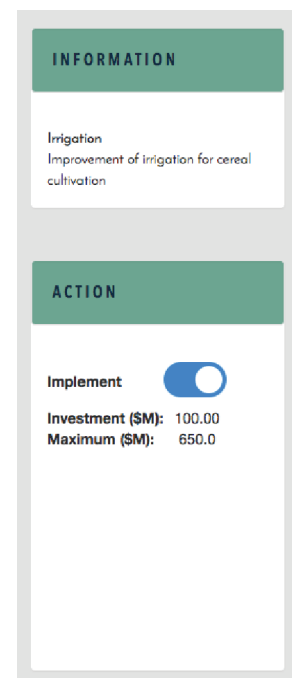 INFORMATION
Irrigation
Improvement of irrigation for cereal
cultivation
ACTION
Implement
Investment ($M): 100.00
Maximum ($M): 650.0